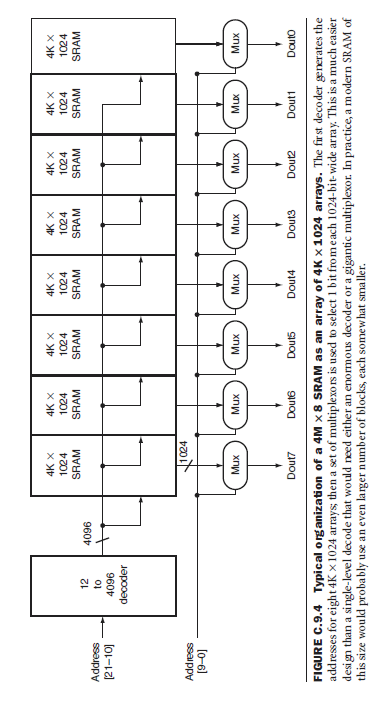 Address
[21–10]
12
to
4096
decoder
4096
4K ×
1024
SRAM
4K ×
1024
SRAM
4K ×
1024
SRAM
4K ×
1024
SRAM
4K ×
1024
SRAM
4K ×
1024
SRAM
4K ×
1024
SRAM
4K ×
1024
SRAM
Address
[9–0]
1024
Mux
Mux
Mux
Mux
Mux
Mux
Mux
Mux
Dout7
Dout6
Dout5
Dout4
Dout3
Dout2
Dout1
Dout0
FIGURE C.9.4 Typical organization of a 4M × 8 SRAM as an array of 4K × 1024 arrays. The first decoder generates the
addresses for eight 4K × 1024 arrays; then a set of multiplexors is used to select 1 bit from each 1024-bit-wide array. This is a much easier
design than a single-level decode that would need either an enormous decoder or a gigantic multiplexor. In practice, a modern SRAM of
this size would probably use an even larger number of blocks, each somewhat smaller.